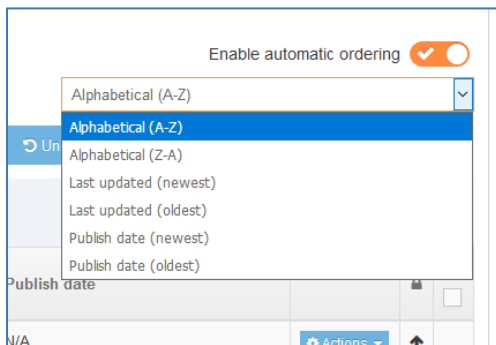 Enable automatic ordering
Alphabetical (A-Z)
Alphabetical (A-Z)
Alphabetical (Z-A)
Last updated (newest)
Last updated (oldest)
Publish date (newest)
Publish date (oldest)
Publish date
N/A
Actions